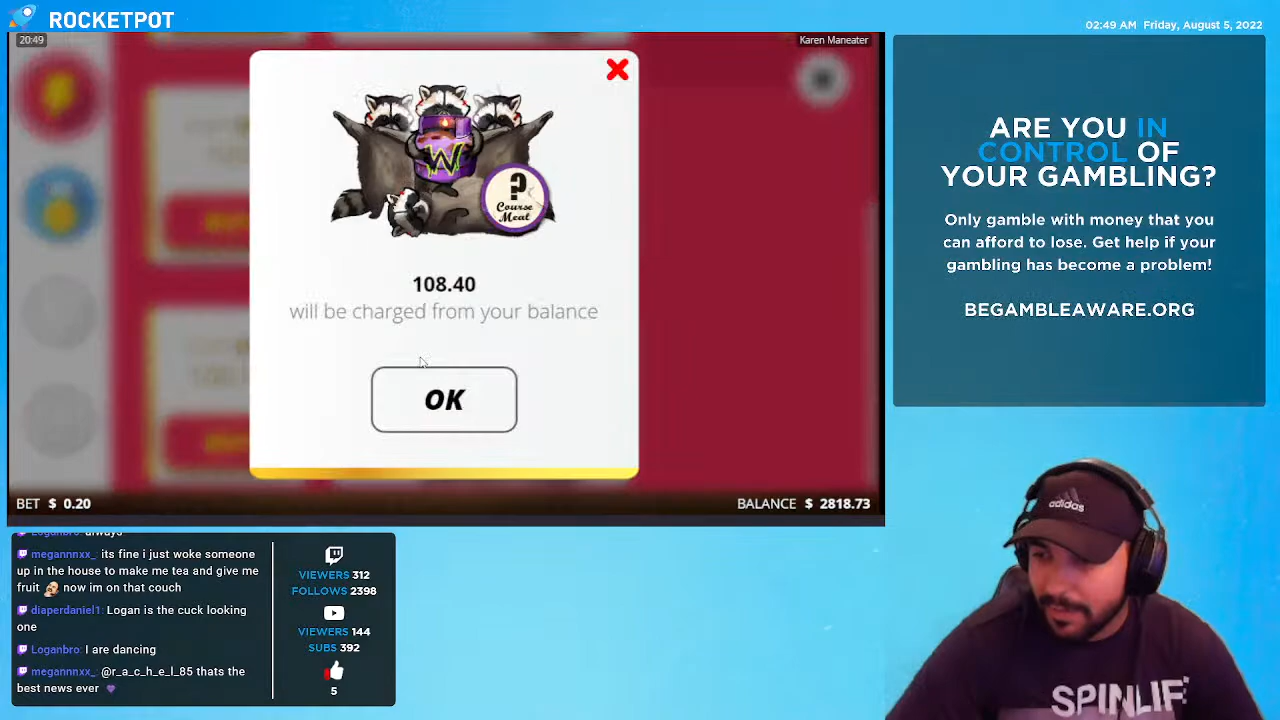 ROCKETPOT
02:49 AM Friday, August 5, 2022
20:49
Karen Maneater
W
?
Course
Meat
108.40
will be charged from your balance
OK
BET $ 0.20
BALANCE $ 2818.73
ARE YOU IN
CONTROL OF
YOUR GAMBLING?
Only gamble with money that you
can afford to lose. Get help if your
gambling has become a problem!
BEGAMBLEAWARE.ORG
Loganbro: always
megannnxx_: its fine i just woke someone
up in the house to make me tea and give me
fruit now im on that couch
diaperdaniel1: Logan is the cuck looking
one
Loganbro: I are dancing
megannnxx_: @r_a_c_h_e_l_85 thats the
best news ever
VIEWERS 312
FOLLOWS 2398
VIEWERS 144
SUBS 392
5
adidas
SPINLIF